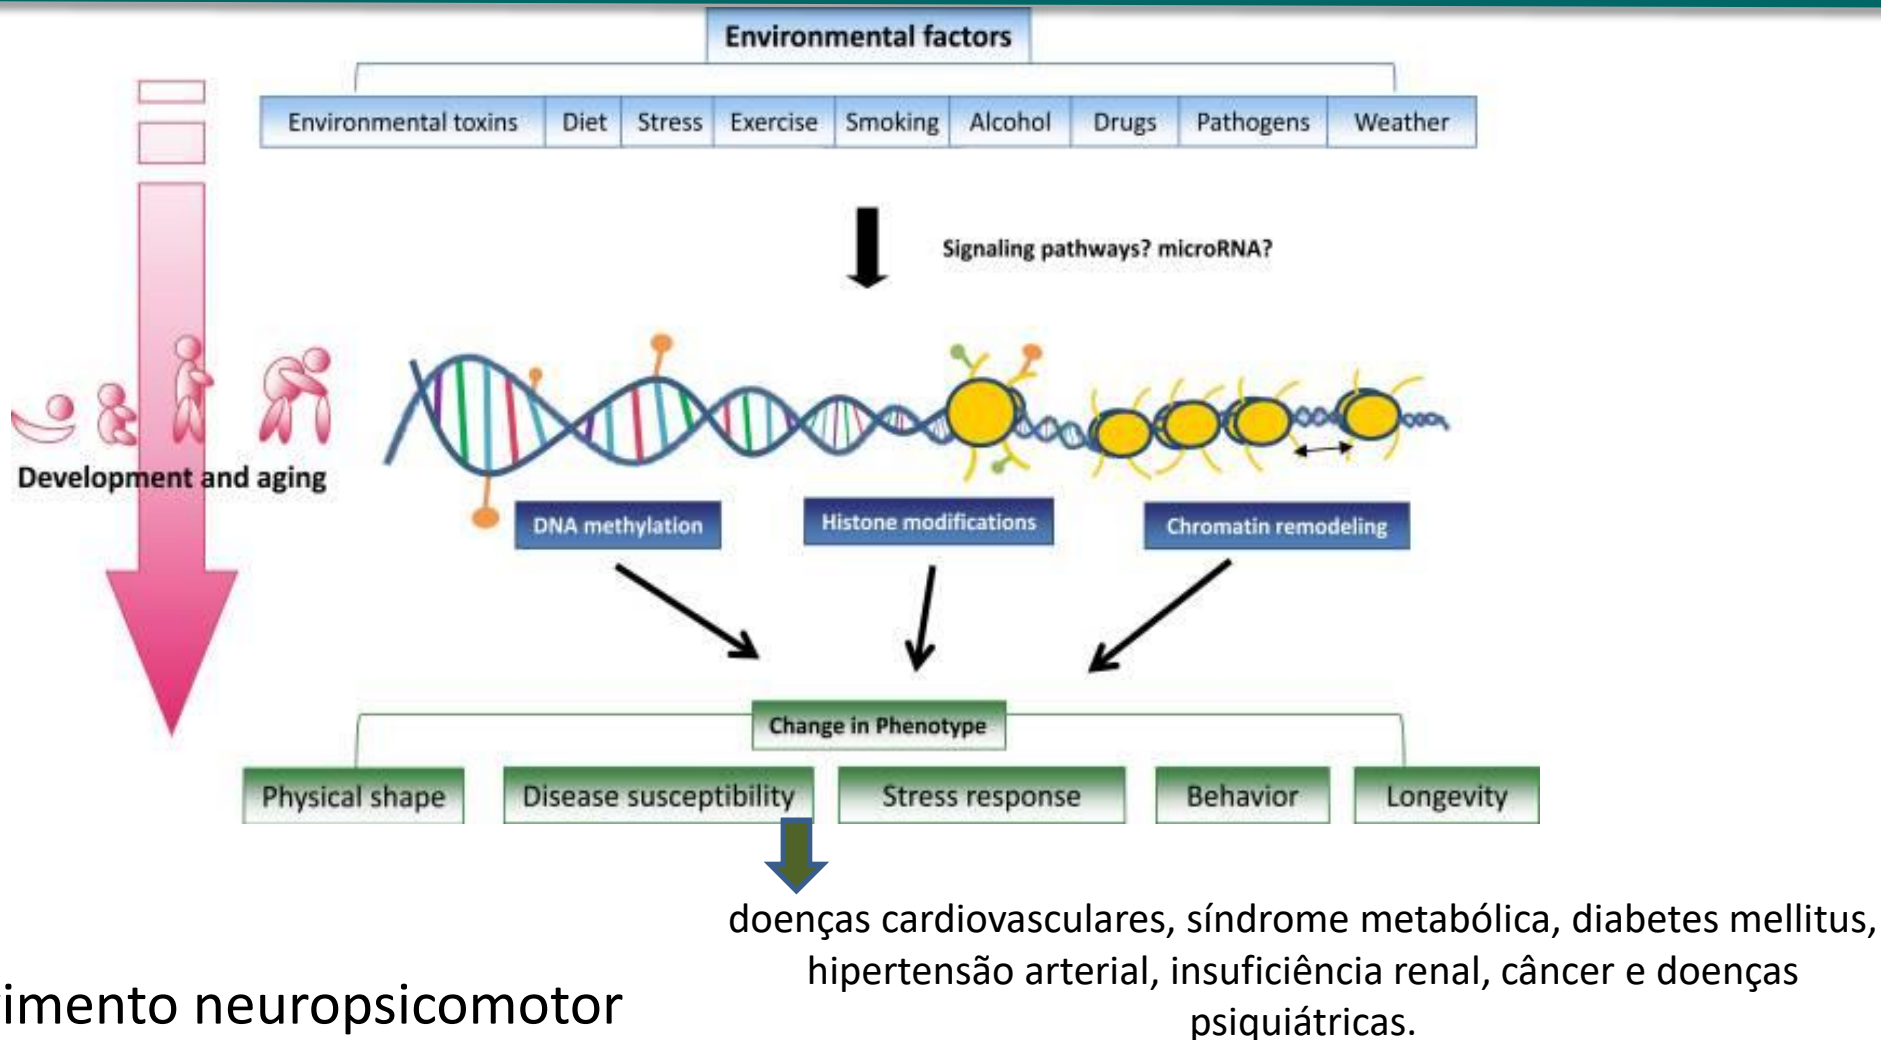 Environmental factors
Environmental toxins Diet Stress Exercise Smoking Alcohol Drugs Pathogens Weather
Signaling pathways? microRNA?
Development and aging
DNA methylation Histone modifications Chromatin remodeling
Change in Phenotype
Physical shape Disease susceptibility Stress response Behavior Longevity
doenças cardiovasculares, síndrome metabólica, diabetes mellitus,
hipertensão arterial, insuficiência renal, câncer e doenças
psiquiátricas.
imento neuropsicomotor